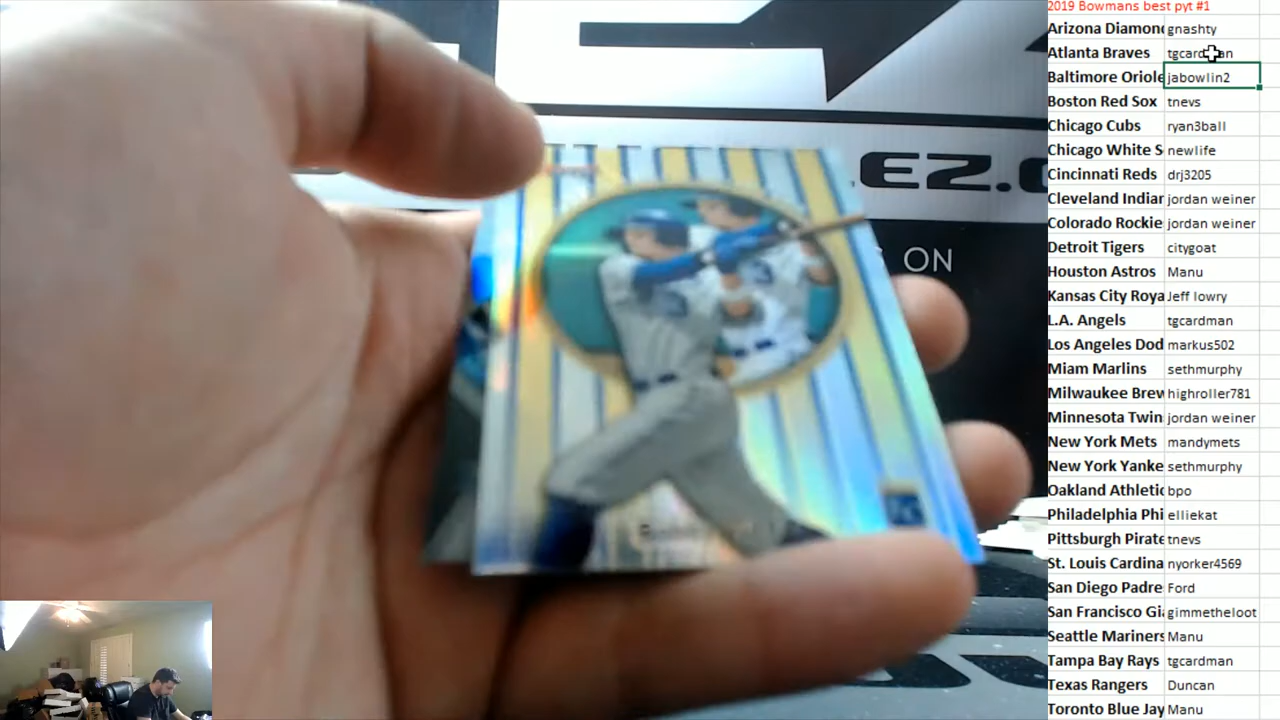 2019 Bowmans best pyt #1
Arizona Diamond gnashty
Atlanta Braves tgcardman
Baltimore Oriole jabowlin2
Boston Red Sox tnevs
Chicago Cubs ryan3ball
Chicago White S newlife
Cincinnati Reds drj3205
Cleveland Indian jordan weiner
Colorado Rockie jordan weiner
Detroit Tigers citygoat
Houston Astros Manu
Kansas City Roya Jeff lowry
L.A. Angels tgcardman
Los Angeles Dod markus502
Miam Marlins sethmurphy
Milwaukee Brew highroller781
Minnesota Twin jordan weiner
New York Mets mandymets
New York Yanke sethmurphy
Oakland Athletic bpo
Philadelphia Phi elliekat
Pittsburgh Pirate tnevs
St. Louis Cardina nyorker4569
San Diego Padre Ford
San Francisco Gia gimmetheloot
Seattle Mariners Manu
Tampa Bay Rays tgcardman
Texas Rangers Duncan
Toronto Blue Jay Manu
EZ.
ON